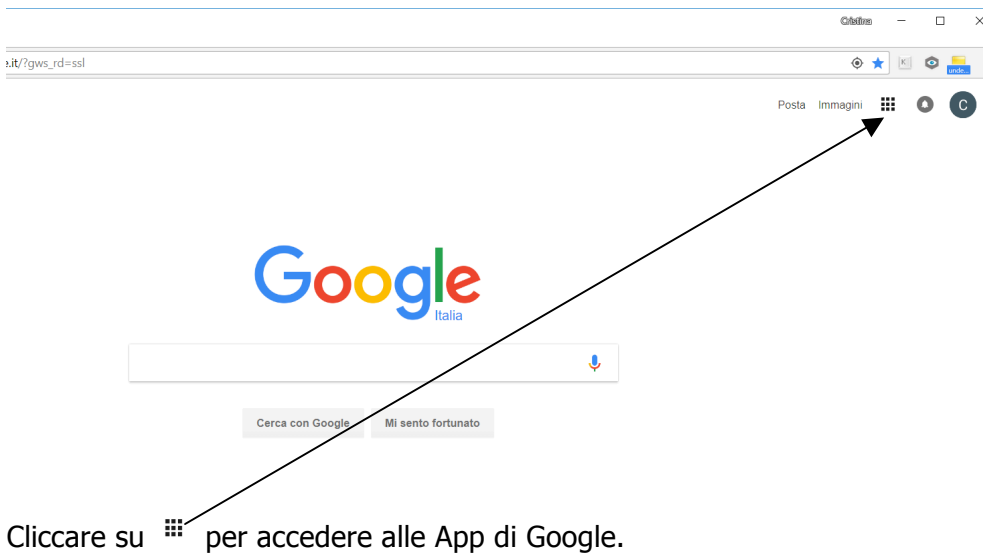 Cristina
e.it/?gws_rd=ssl
K
unde...
Posta Immagini C
Google
Italia
Cerca con Google Mi sento fortunato
Cliccare su per accedere alle App di Google.